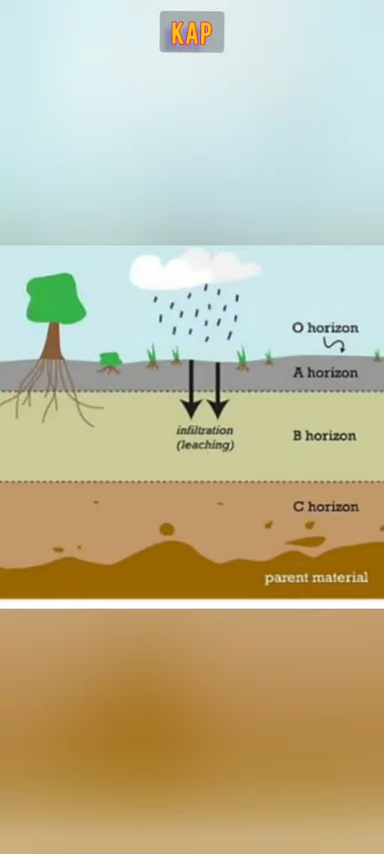 KAP
O horizon
A horizon
infiltration
(leaching)
B horizon
C horizon
parent material